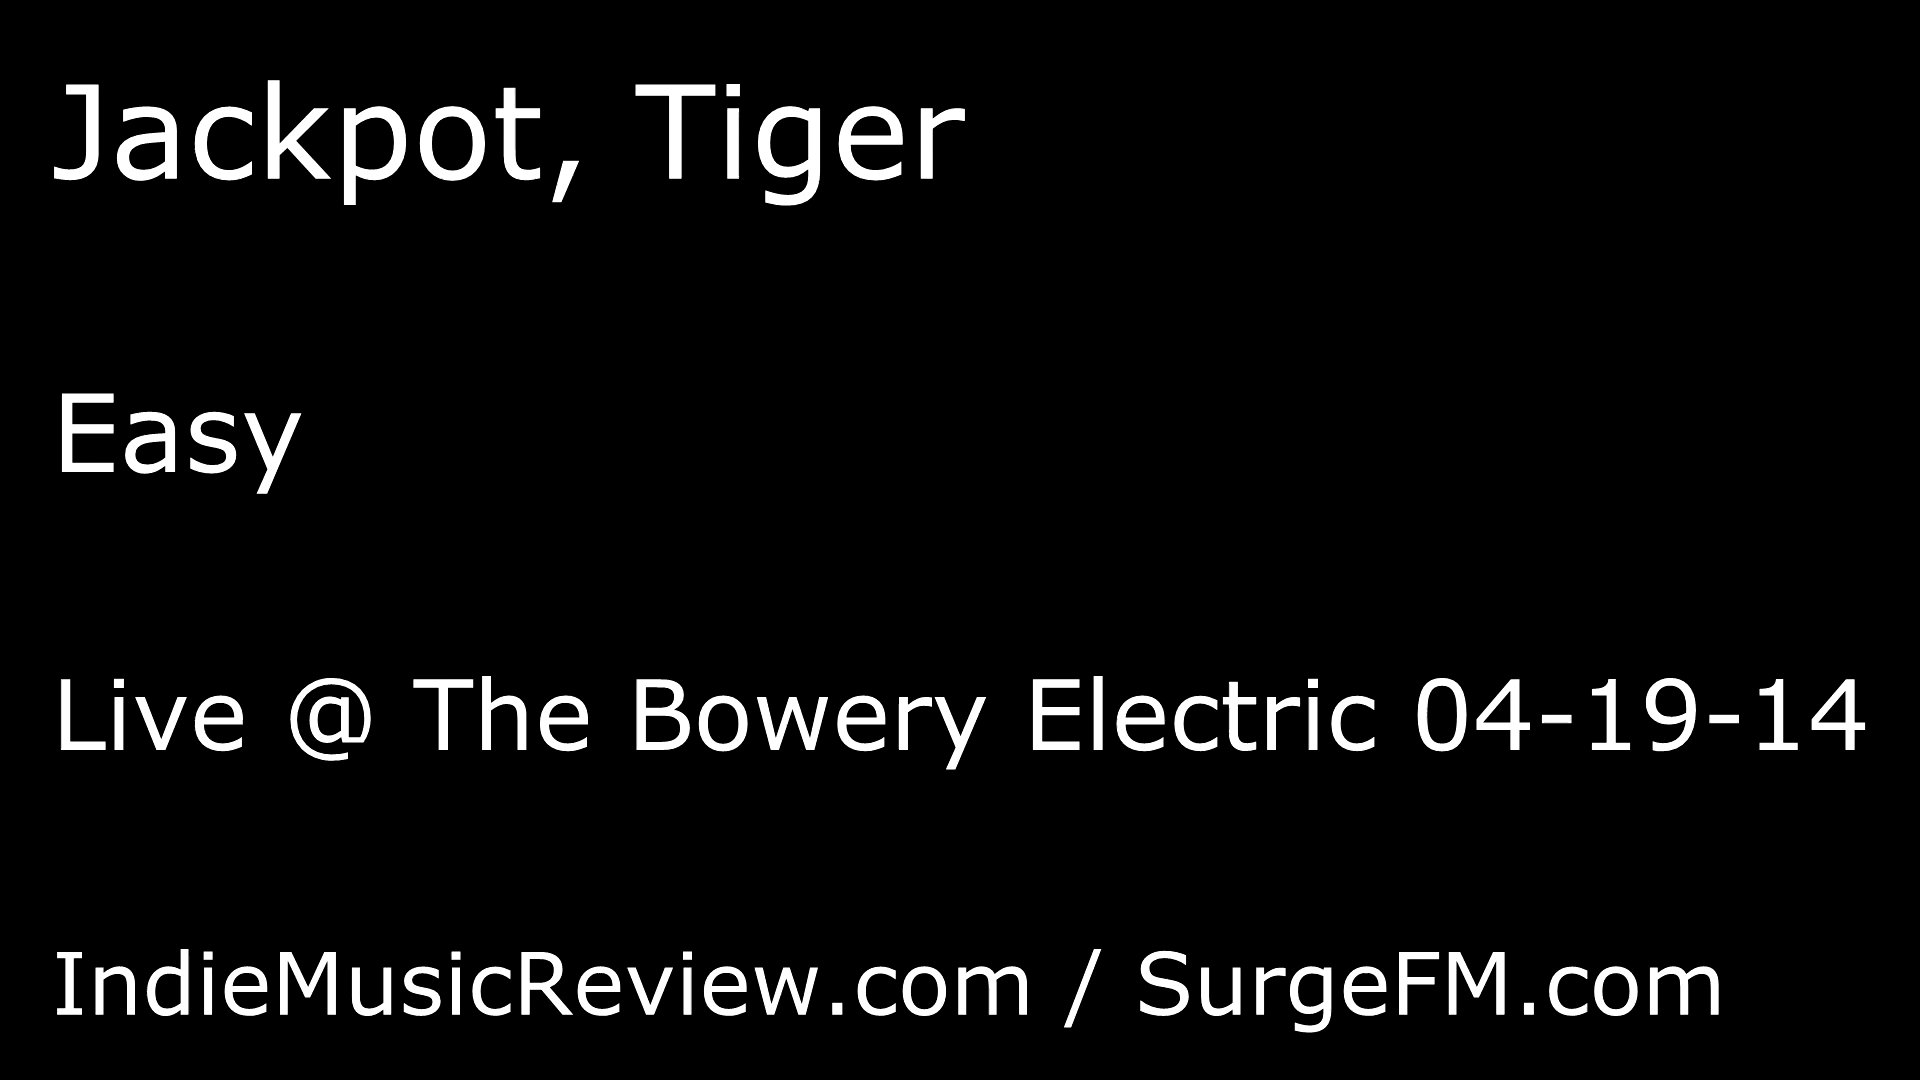 Jackpot, Tiger
Easy
Live @ The Bowery Electric 04-19-14
IndieMusicReview.com / SurgeFM.com